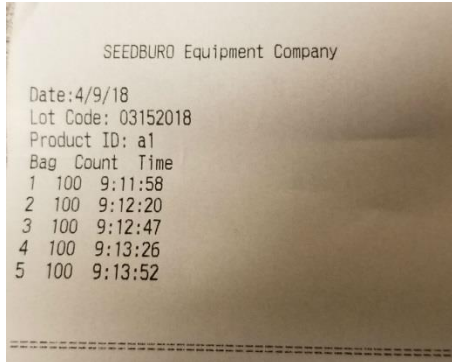 SEEDBURO Equipment Company
Date:4/9/18
Lot Code: 03152018
Product ID: a1
Bag Count Time
1 100 9:11:58
2 100 9:12:20
3 100 9:12:47
4 100 9:13:26
5 100 9:13:52